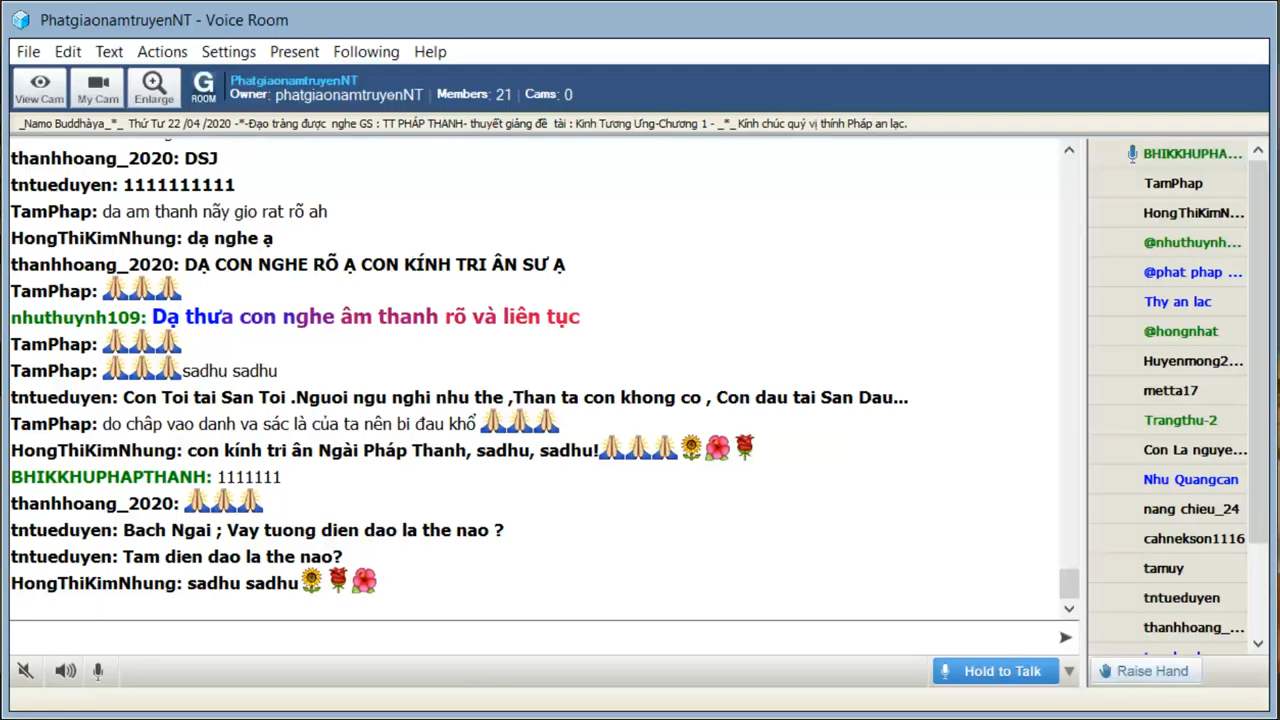 PhatgiaonamtruyenNT - Voice Room
File Edit Text Actions Settings Present Following Help
View Cam My Cam Enlarge G ROOM
PhatgiaonamtruyenNT
Owner: phatgiaonamtruyenNT | Members: 21 | Cams: 0
_Namo Buddhàya_*_ Thứ Tư 22 /04 /2020 -*-Đạo tràng được nghe GS : TT PHÁP THANH- thuyết giảng đề tài : Kinh Tương Ưng-Chương 1 - _*_ Kính chúc quý vị thính Pháp an lạc.
thanhhoang_2020: DSJ
tntueduyen: 1111111111
TamPhap: da am thanh nãy gio rat rõ ah
HongThiKimNhung: dạ nghe ạ
thanhhoang_2020: DẠ CON NGHE RÕ Ạ CON KÍNH TRI ÂN SƯ Ạ
TamPhap: 🙏🙏🙏
nhuthuynh109: Dạ thưa con nghe âm thanh rõ và liên tục
TamPhap: 🙏🙏🙏
TamPhap: 🙏🙏🙏sadhu sadhu
tntueduyen: Con Toi tai San Toi .Nguoi ngu nghi nhu the ,Than ta con khong co , Con dau tai San Dau...
TamPhap: do châp vao danh va sác là của ta nên bi đau khổ 🙏🙏🙏
HongThiKimNhung: con kính tri ân Ngài Pháp Thanh, sadhu, sadhu!🙏🙏🙏🌻🌺🌹
BHIKKHUPHAPTHANH: 1111111
thanhhoang_2020: 🙏🙏🙏
tntueduyen: Bach Ngai ; Vay tuong dien dao la the nao ?
tntueduyen: Tam dien dao la the nao?
HongThiKimNhung: sadhu sadhu🌻🌹🌺
BHIKKHUPHA...
TamPhap
HongThiKimN...
@nhuthuynh...
@phat phap ...
Thy an lac
@hongnhat
Huyenmong2...
metta17
Trangthu-2
Con La nguye...
Nhu Quangcan
nang chieu_24
cahnekson1116
tamuy
tntueduyen
thanhhoang_...
Hold to Talk
Raise Hand